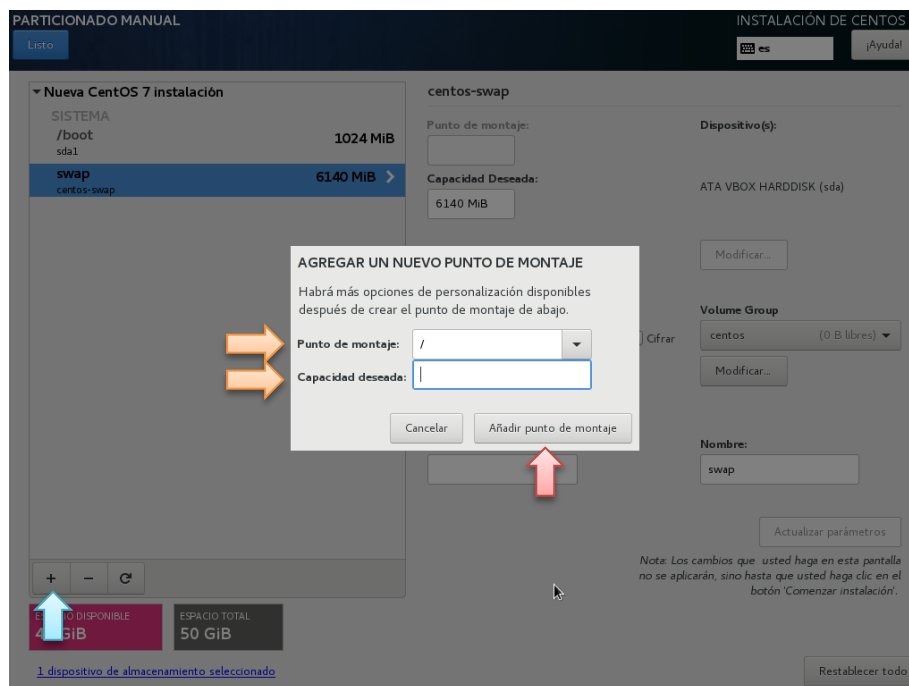 PARTICIONADO MANUAL
INSTALACIÓN DE CENTOS
Listo
es
¡Ayuda!
Nueva CentOS 7 instalación
SISTEMA
/boot
1024 MiB
sda1
swap
6140 MiB
centos-swap
centos-swap
Punto de montaje:
Dispositivo(s):
Capacidad Deseada:
6140 MiB
ATA VBOX HARDDISK (sda)
Modificar...
Volume Group
Cifrar
centos
(0 B libres)
Modificar...
AGREGAR UN NUEVO PUNTO DE MONTAJE
Habrá más opciones de personalización disponibles
después de crear el punto de montaje de abajo.
Punto de montaje:
/
Capacidad deseada:
Cancelar
Añadir punto de montaje
Nombre:
swap
Actualizar parámetros
Nota: Los cambios que usted haga en esta pantalla
no se aplicarán, sino hasta que usted haga clic en el
botón 'Comenzar instalación'.
+ −
DISPONIBLE
GiB
ESPACIO TOTAL
50 GiB
1 dispositivo de almacenamiento seleccionado
Restablecer todo